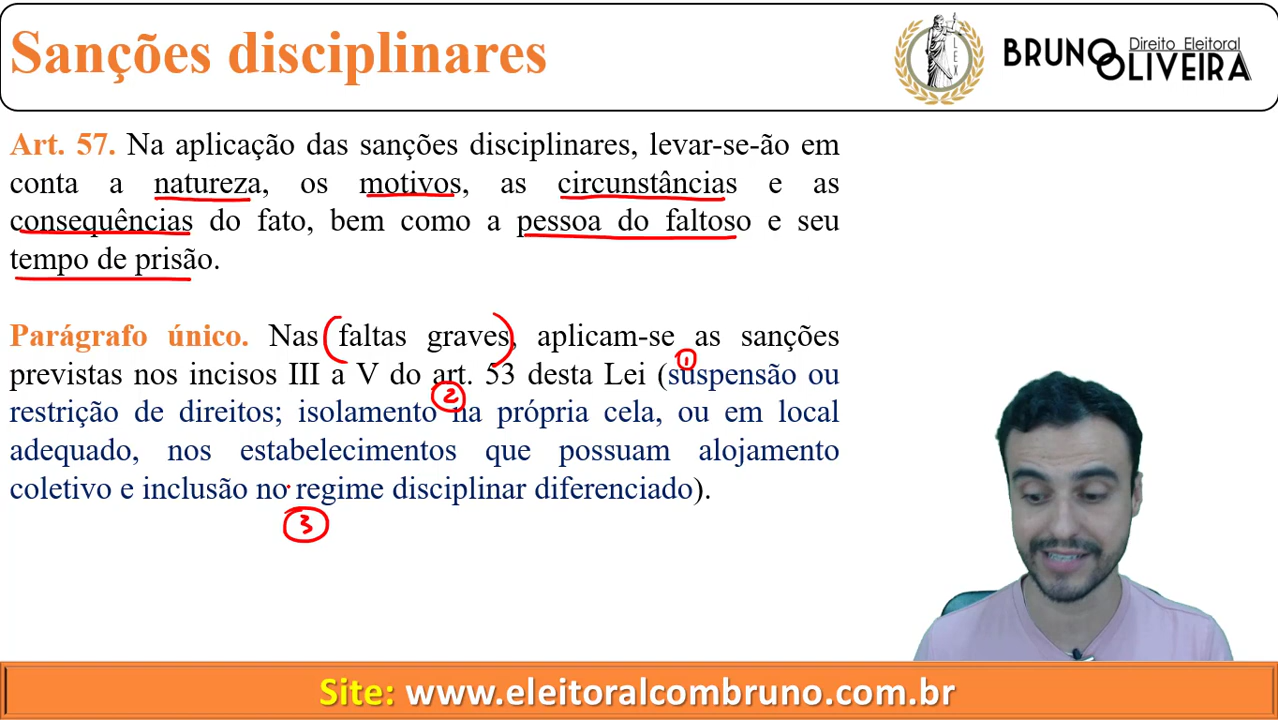 Sanções disciplinares
LEX
BRUNO
Direito Eleitoral
OLIVEIRA
Art. 57. Na aplicação das sanções disciplinares, levar-se-ão em
conta a natureza, os motivos, as circunstâncias e as
consequências do fato, bem como a pessoa do faltoso e seu
tempo de prisão.
Parágrafo único. Nas (faltas graves), aplicam-se as sanções
1
previstas nos incisos III a V do art. 53 desta Lei (suspensão ou
2
restrição de direitos; isolamento na própria cela, ou em local
adequado, nos estabelecimentos que possuam alojamento
coletivo e inclusão no regime disciplinar diferenciado).
3
Site: www.eleitoralcombruno.com.br